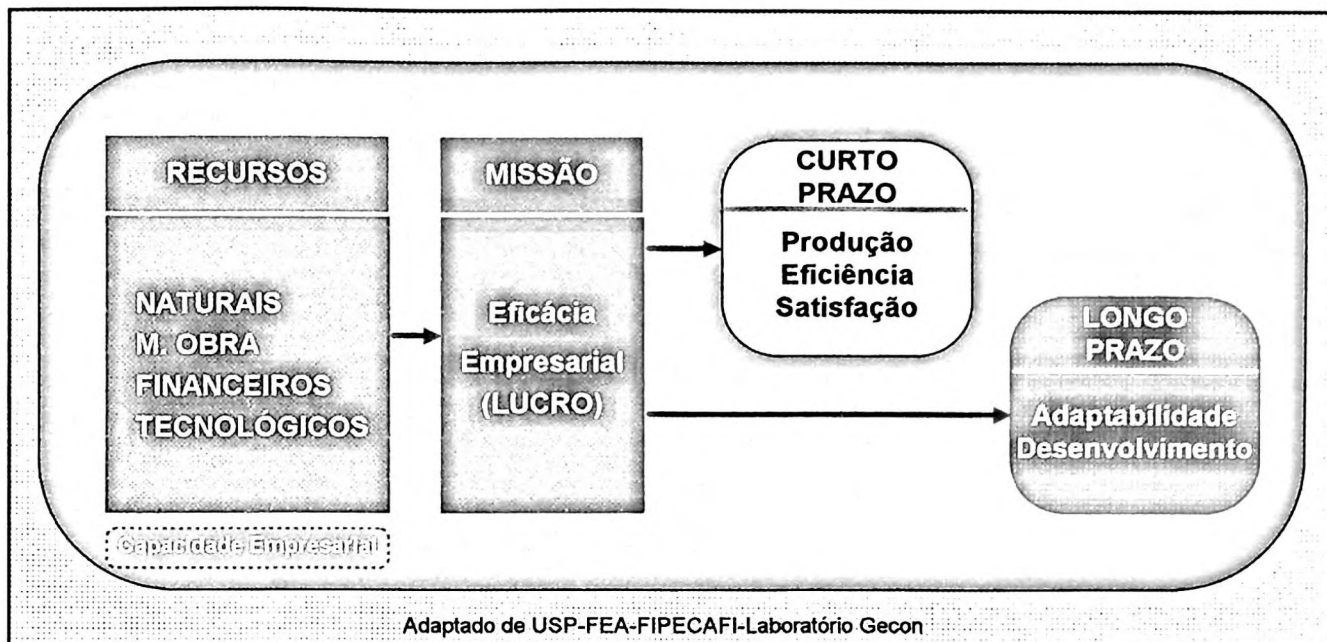 RECURSOS
NATURAIS
M. OBRA
FINANCEIROS
TECNOLÓGICOS
Capacidade Empresarial
MISSÃO
Eficácia
Empresarial
(LUCRO)
CURTO
PRAZO
Produção
Eficiência
Satisfação
LONGO
PRAZO
Adaptabilidade
Desenvolvimento
Adaptado de USP-FEA-FIPECAFI-Laboratório Gecon